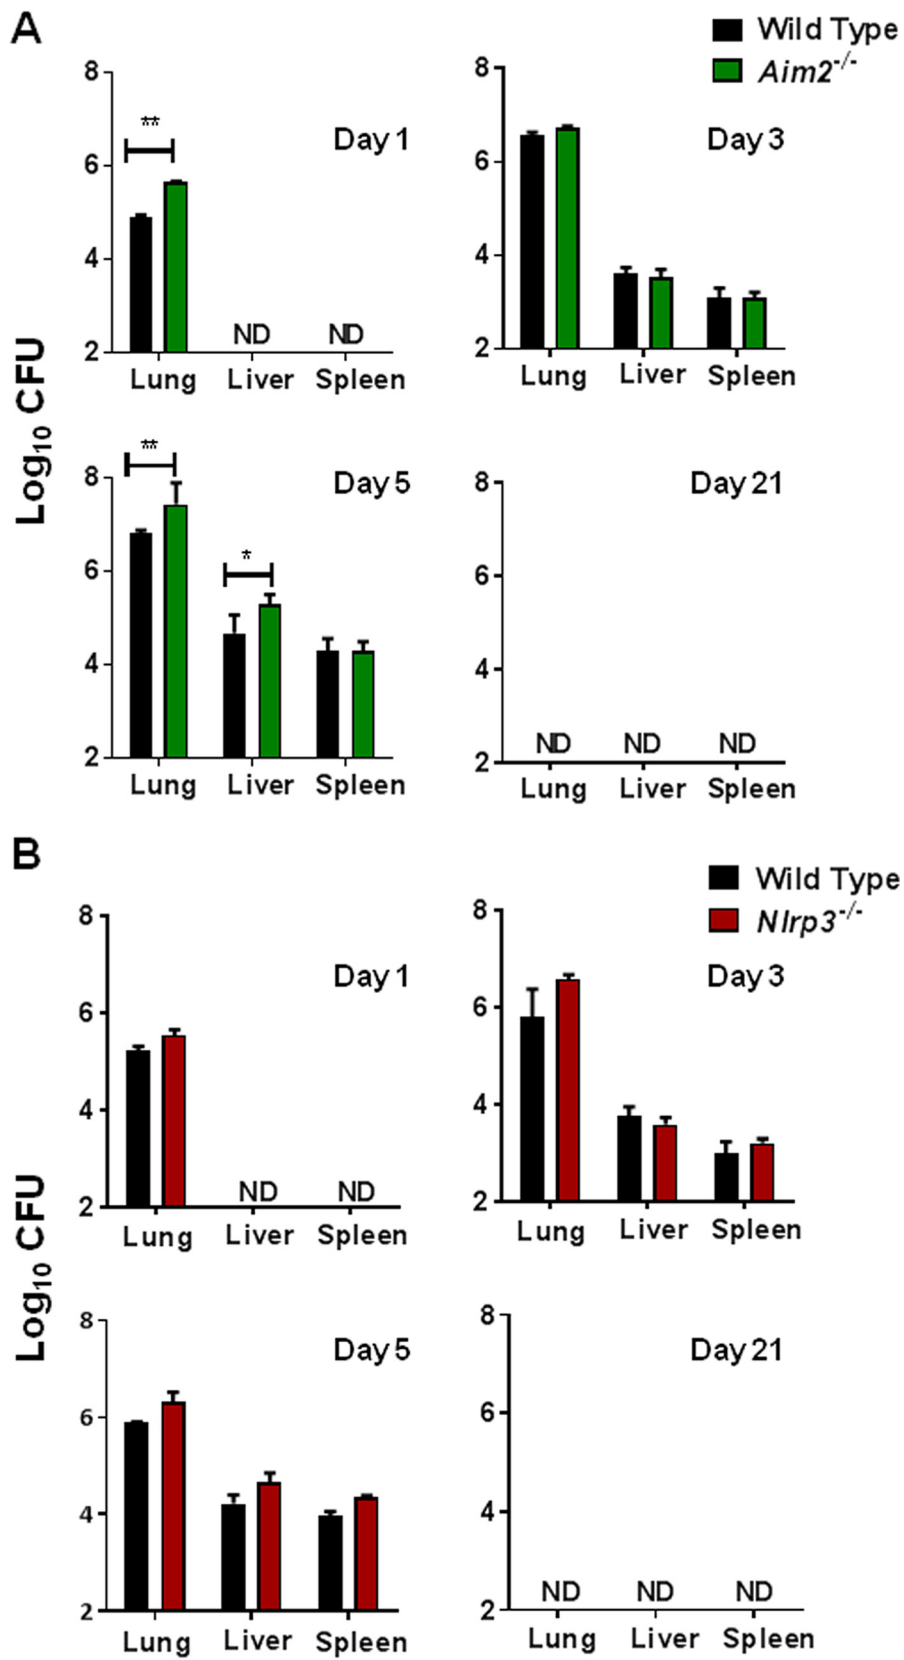 A
Wild Type
Aim2-/-
Log10 CFU
8
6
4
2
**
Day 1
ND ND
Lung Liver Spleen
8
6
4
2
Day 3
Lung Liver Spleen
8
6
4
2
**
*
Day 5
Lung Liver Spleen
8
6
4
2
Day 21
ND ND ND
Lung Liver Spleen
B
Wild Type
Nlrp3-/-
Log10 CFU
8
6
4
2
Day 1
ND ND
Lung Liver Spleen
8
6
4
2
Day 3
Lung Liver Spleen
8
6
4
2
Day 5
Lung Liver Spleen
8
6
4
2
Day 21
ND ND ND
Lung Liver Spleen